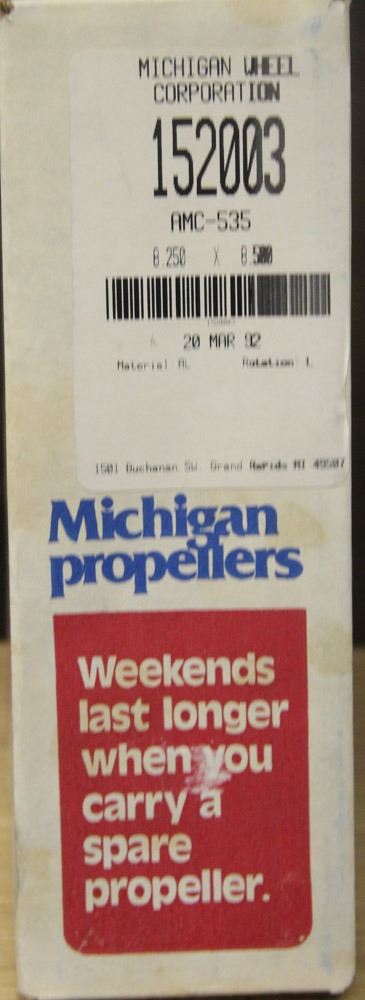 MICHIGAN WHEEL
CORPORATION
152003
AMC-535
8.250 X 8.500
20 MAR 92
Material AL Rotation L
1501 Buchanan SW. Grand Rapids MI 49507
Michigan
propellers
Weekends
last longer
when you
carry a
spare
propeller.